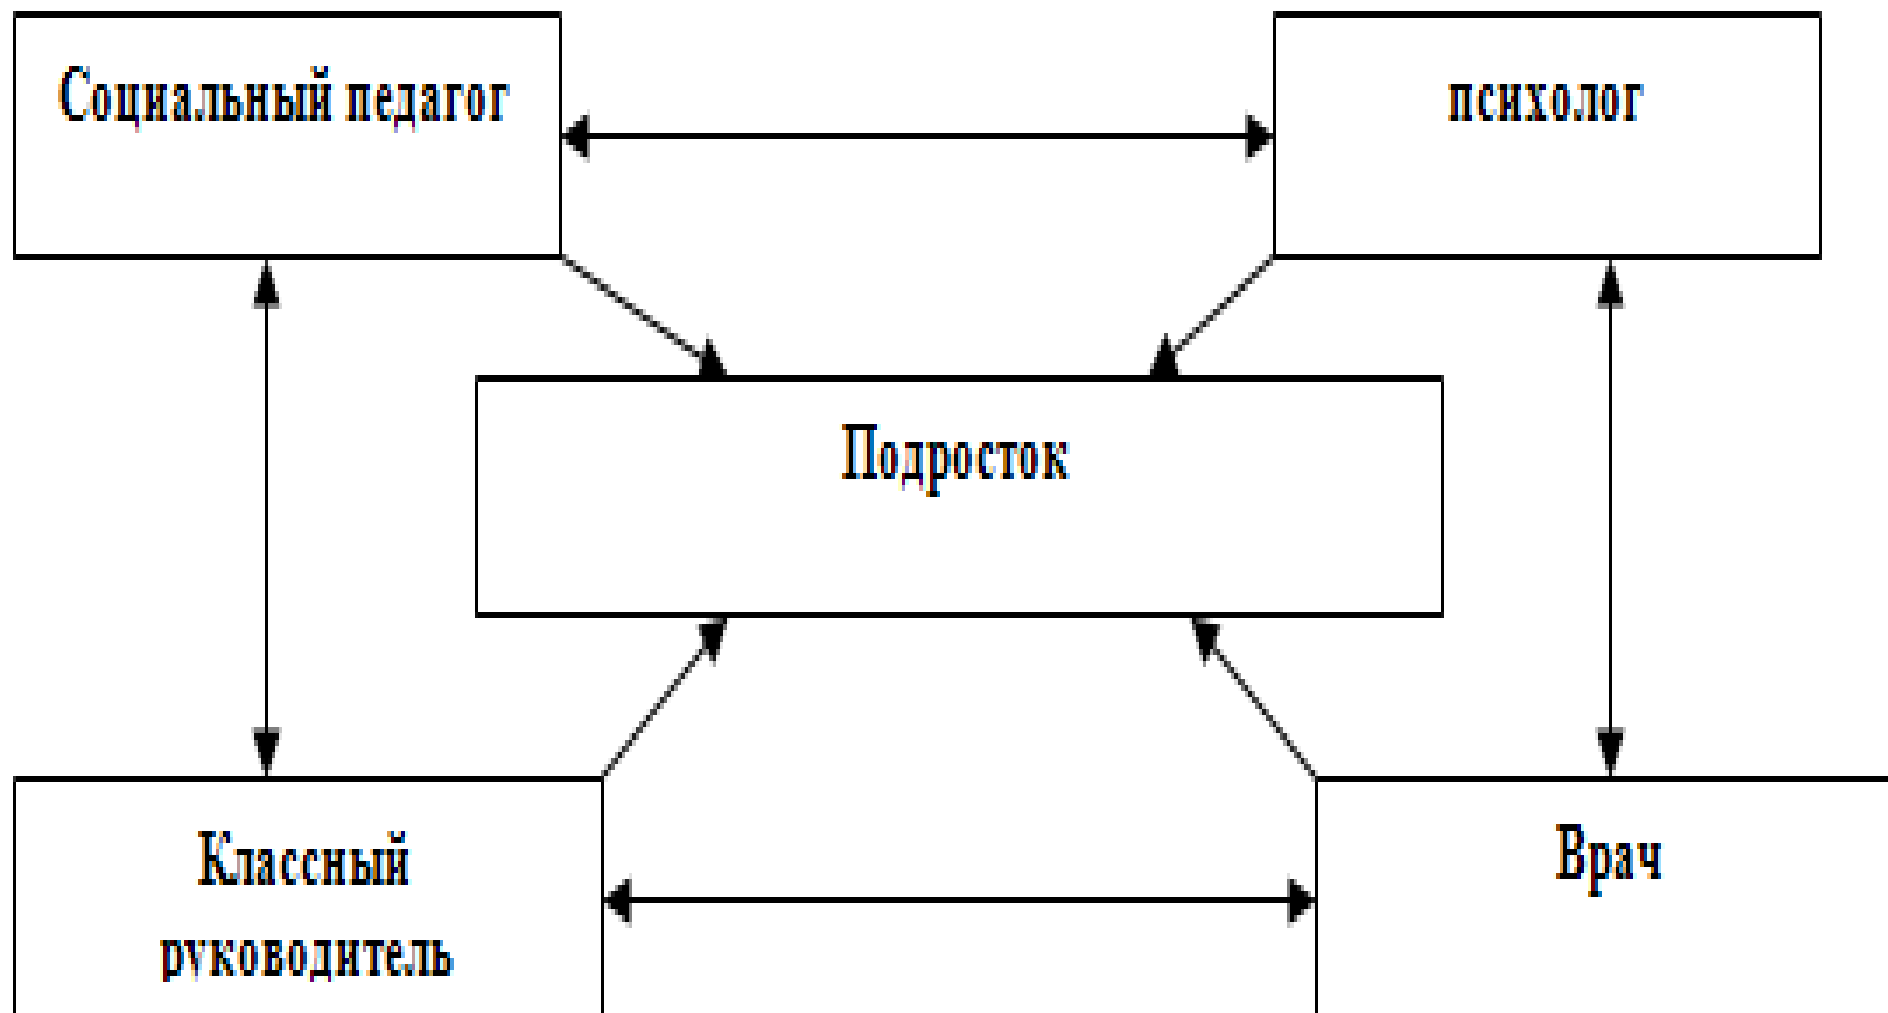 Социальный педагог
психолог
Подросток
Классный
руководитель
Врач